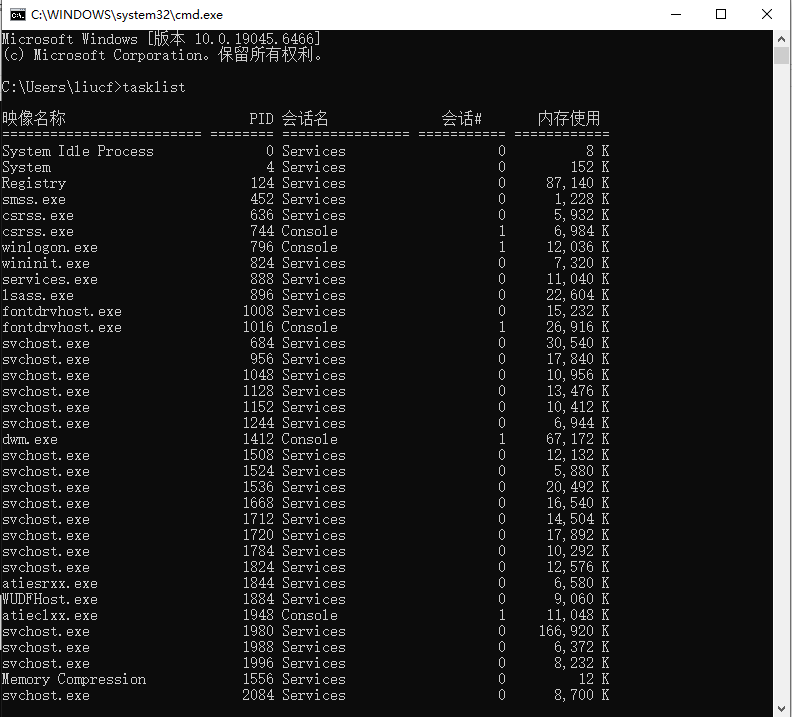 C:\WINDOWS\system32\cmd.exe
Microsoft Windows [版本 10.0.19045.6466]
(c) Microsoft Corporation。保留所有权利。
C:\Users\liucf>tasklist
映像名称                       PID 会话名              会话#       内存使用
========================= ======== ================ =========== ============
System Idle Process              0 Services                   0          8 K
System                           4 Services                   0        152 K
Registry                       124 Services                   0     87,140 K
smss.exe                       452 Services                   0      1,228 K
csrss.exe                      636 Services                   0      5,932 K
csrss.exe                      744 Console                    1      6,984 K
winlogon.exe                   796 Console                    1     12,036 K
wininit.exe                    824 Services                   0      7,320 K
services.exe                   888 Services                   0     11,040 K
lsass.exe                      896 Services                   0     22,604 K
fontdrvhost.exe               1008 Services                   0     15,232 K
fontdrvhost.exe               1016 Console                    1     26,916 K
svchost.exe                    684 Services                   0     30,540 K
svchost.exe                    956 Services                   0     17,840 K
svchost.exe                   1048 Services                   0     10,956 K
svchost.exe                   1128 Services                   0     13,476 K
svchost.exe                   1152 Services                   0     10,412 K
svchost.exe                   1244 Services                   0      6,944 K
dwm.exe                       1412 Console                    1     67,172 K
svchost.exe                   1508 Services                   0     12,132 K
svchost.exe                   1524 Services                   0      5,880 K
svchost.exe                   1536 Services                   0     20,492 K
svchost.exe                   1668 Services                   0     16,540 K
svchost.exe                   1712 Services                   0     14,504 K
svchost.exe                   1720 Services                   0     17,892 K
svchost.exe                   1784 Services                   0     10,292 K
svchost.exe                   1824 Services                   0     12,576 K
atiesrxx.exe                  1844 Services                   0      6,580 K
WUDFHost.exe                  1884 Services                   0      9,060 K
atieclxx.exe                  1948 Console                    1     11,048 K
svchost.exe                   1980 Services                   0    166,920 K
svchost.exe                   1988 Services                   0      6,372 K
svchost.exe                   1996 Services                   0      8,232 K
Memory Compression            1556 Services                   0         12 K
svchost.exe                   2084 Services                   0      8,700 K